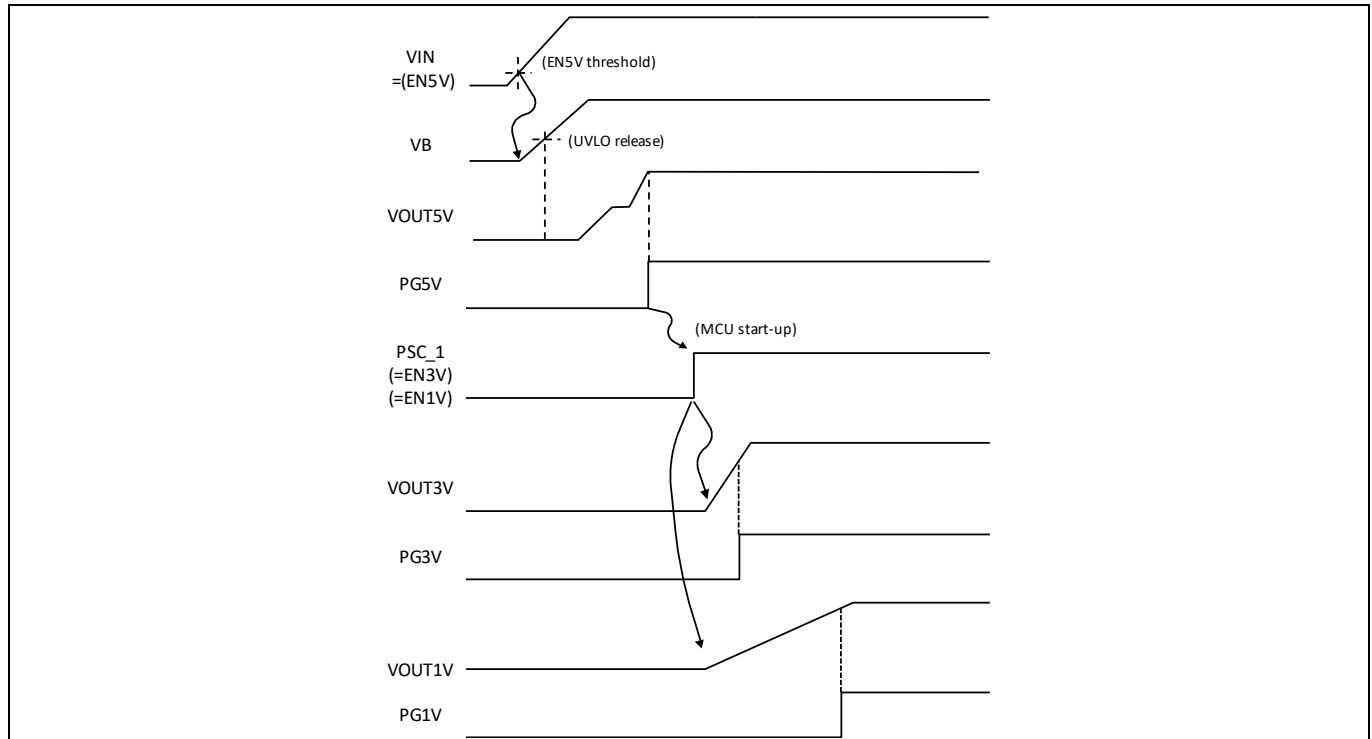 VIN
=(EN5V)
(EN5V threshold)
VB
(UVLO release)
VOUT5V
PG5V
(MCU start-up)
PSC_1
(=EN3V)
(=EN1V)
VOUT3V
PG3V
VOUT1V
PG1V